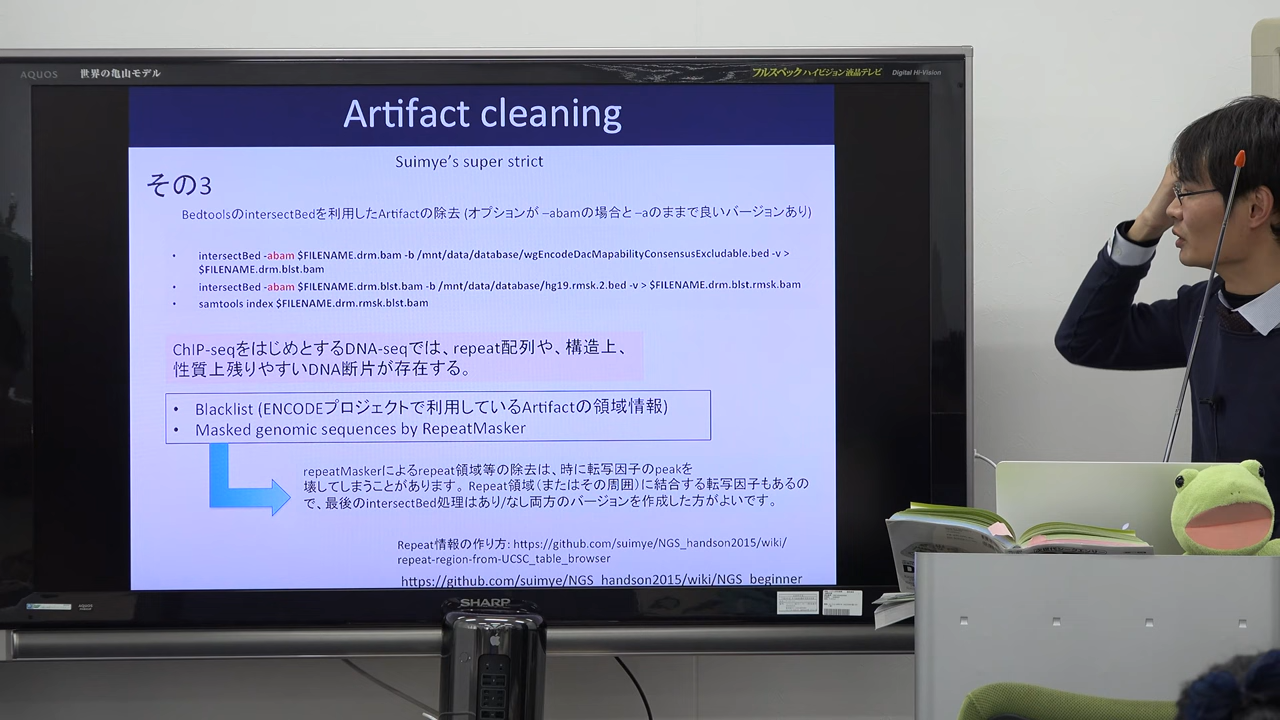 AQUOS 世界の亀山モデル フルスペックハイビジョン液晶テレビ Digital Hi-Vision
Artifact cleaning
Suimye's super strict
その3
BedtoolsのintersectBedを利用したArtifactの除去 (オプションが –abamの場合と –aのままで良いバージョンあり)
• intersectBed -abam $FILENAME.drm.bam -b /mnt/data/database/wgEncodeDacMapabilityConsensusExcludable.bed -v >
$FILENAME.drm.blst.bam
• intersectBed -abam $FILENAME.drm.blst.bam -b /mnt/data/database/hg19.rmsk.2.bed -v > $FILENAME.drm.blst.rmsk.bam
• samtools index $FILENAME.drm.rmsk.blst.bam
ChIP-seqをはじめとするDNA-seqでは、repeat配列や、構造上、
性質上残りやすいDNA断片が存在する。
• Blacklist (ENCODEプロジェクトで利用しているArtifactの領域情報)
• Masked genomic sequences by RepeatMasker
repeatMaskerによるrepeat領域等の除去は、時に転写因子のpeakを
壊してしまうことがあります。Repeat領域(またはその周囲)に結合する転写因子もあるの
で、最後のintersectBed処理はあり/なし両方のバージョンを作成した方がよいです。
Repeat情報の作り方: https://github.com/suimye/NGS_handson2015/wiki/
repeat-region-from-UCSC_table_browser
https://github.com/suimye/NGS_handson2015/wiki/NGS_beginner
SHARP